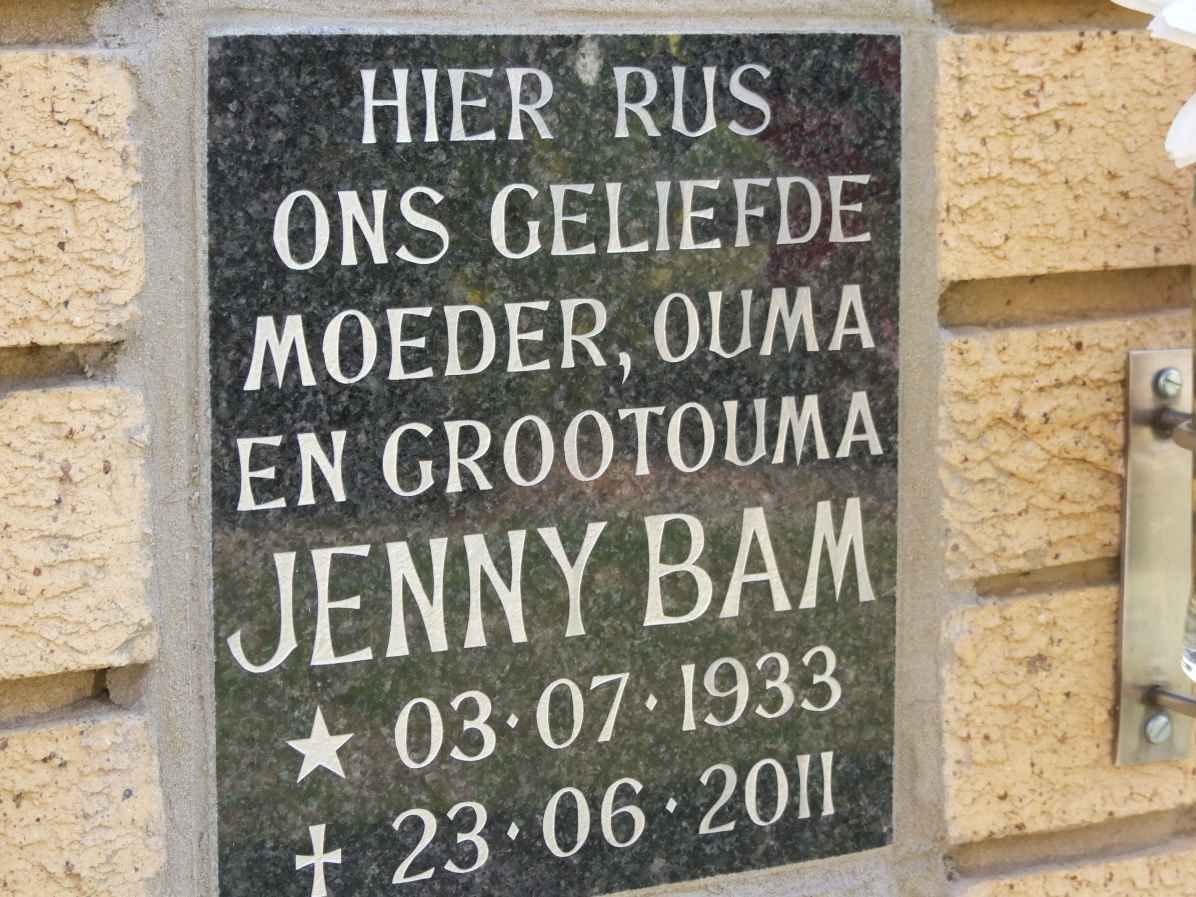 HIER RUS
ONS GELIEFDE
MOEDER, OUMA
EN GROOTOUMA
JENNY BAM
★ 03·07·1933
✝ 23·06·2011